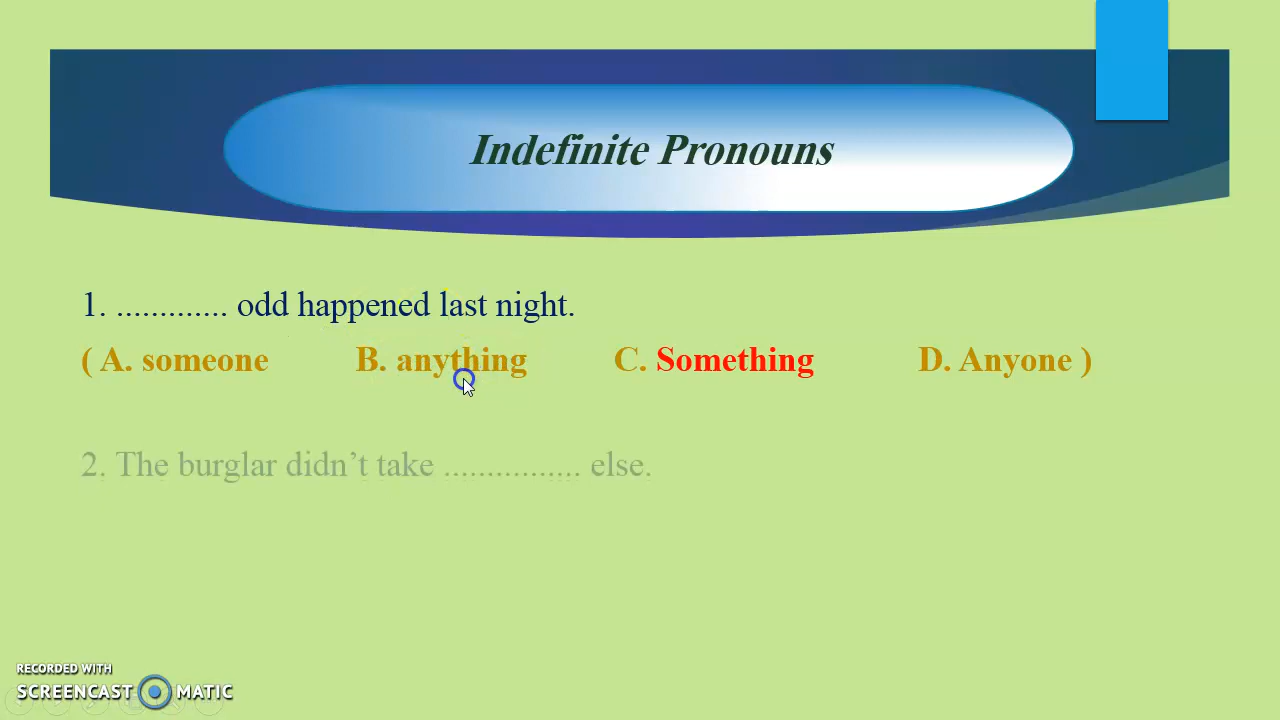 Indefinite Pronouns
1. ............. odd happened last night.
( A. someone B. anything C. Something D. Anyone )
2. The burglar didn’t take ................ else.
RECORDED WITH
SCREENCAST MATIC